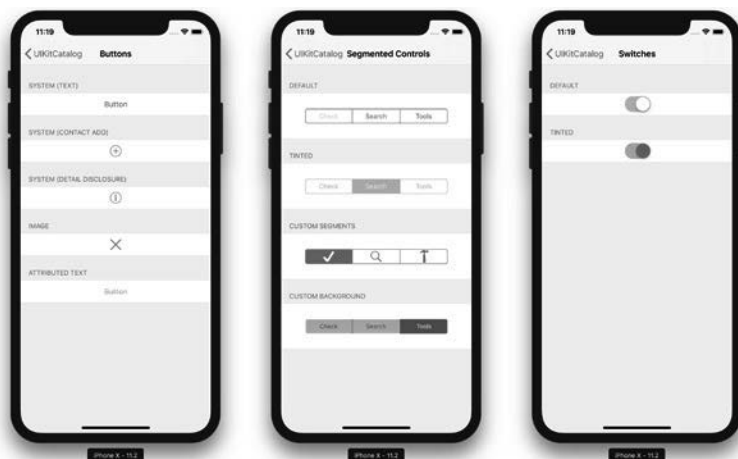 11:19
UIKitCatalog Buttons
SYSTEM (TEXT)
Button
SYSTEM (CONTACT ADD)
SYSTEM (DETAIL DISCLOSURE)
IMAGE
ATTRIBUTED TEXT
Button
iPhone X - 11.2
11:19
UIKitCatalog Segmented Controls
DEFAULT
Check Search Tools
TINTED
Check Search Tools
CUSTOM SEGMENTS
CUSTOM BACKGROUND
Check Search Tools
iPhone X - 11.2
11:19
UIKitCatalog Switches
DEFAULT
TINTED
iPhone X - 11.2